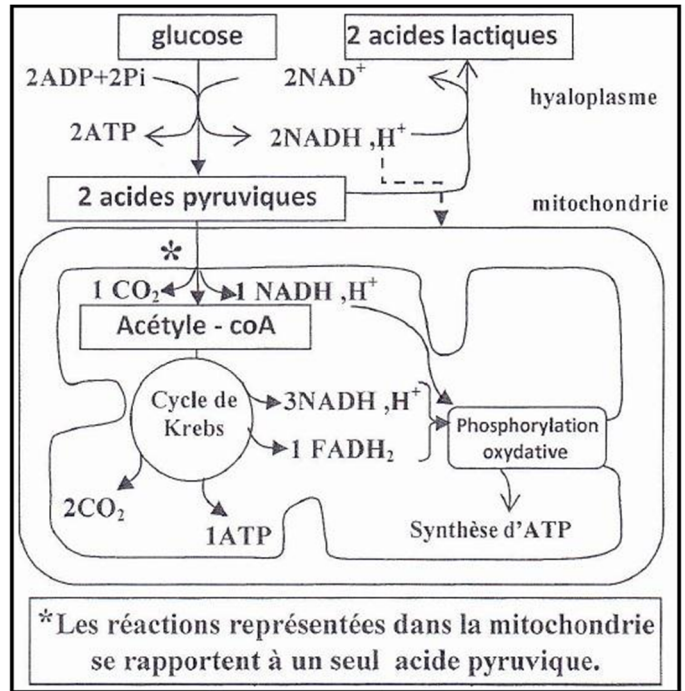 glucose
2 acides lactiques
2ADP+2Pi
2NAD⁺
hyaloplasme
2ATP
2NADH ,H⁺
2 acides pyruviques
mitochondrie
*
1 CO₂
1 NADH ,H⁺
Acétyle - coA
Cycle de
Krebs
3NADH ,H⁺
1 FADH₂
Phosphorylation
oxydative
2CO₂
1ATP
Synthèse d'ATP
*Les réactions représentées dans la mitochondrie
se rapportent à un seul acide pyruvique.